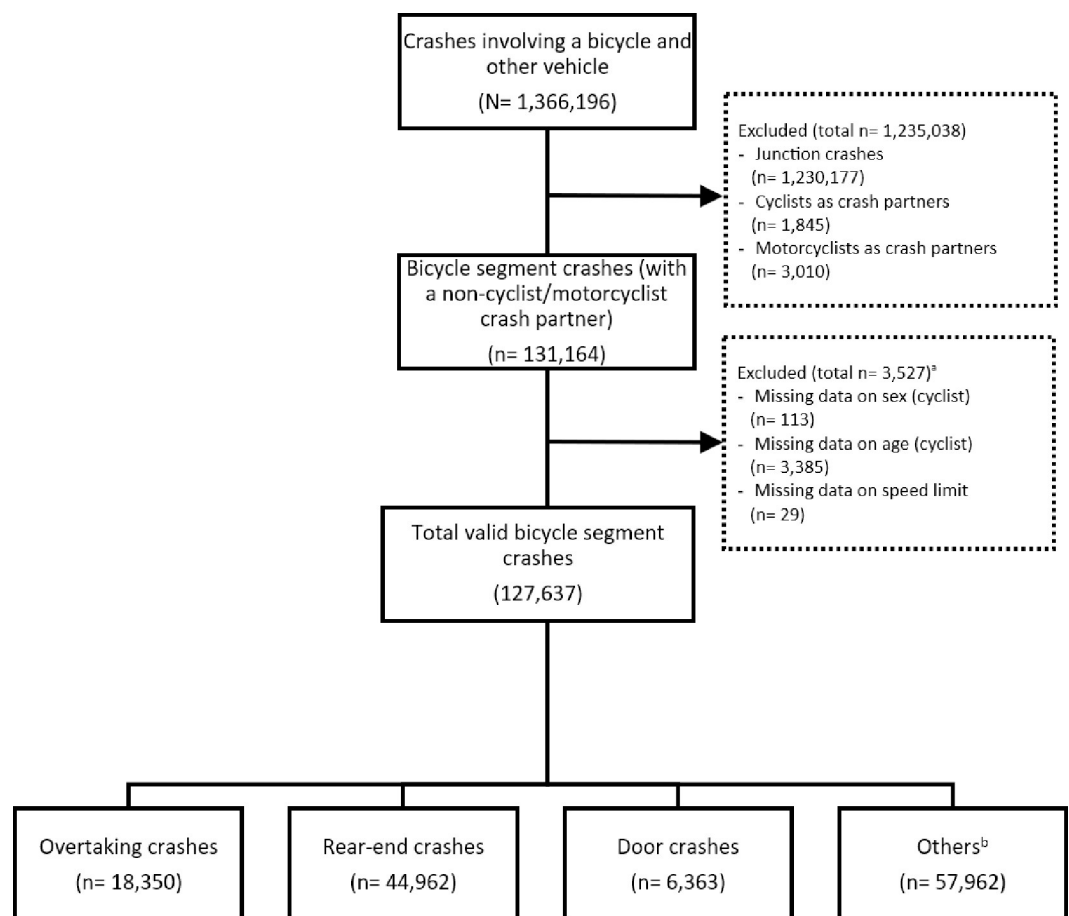 Crashes involving a bicycle and
other vehicle
(N= 1,366,196)
Excluded (total n= 1,235,038)
- Junction crashes
(n= 1,230,177)
- Cyclists as crash partners
(n= 1,845)
- Motorcyclists as crash partners
(n= 3,010)
Bicycle segment crashes (with
a non-cyclist/motorcyclist
crash partner)
(n= 131,164)
Excluded (total n= 3,527)ᵃ
- Missing data on sex (cyclist)
(n= 113)
- Missing data on age (cyclist)
(n= 3,385)
- Missing data on speed limit
(n= 29)
Total valid bicycle segment
crashes
(127,637)
Overtaking crashes
(n= 18,350)
Rear-end crashes
(n= 44,962)
Door crashes
(n= 6,363)
Othersᵇ
(n= 57,962)